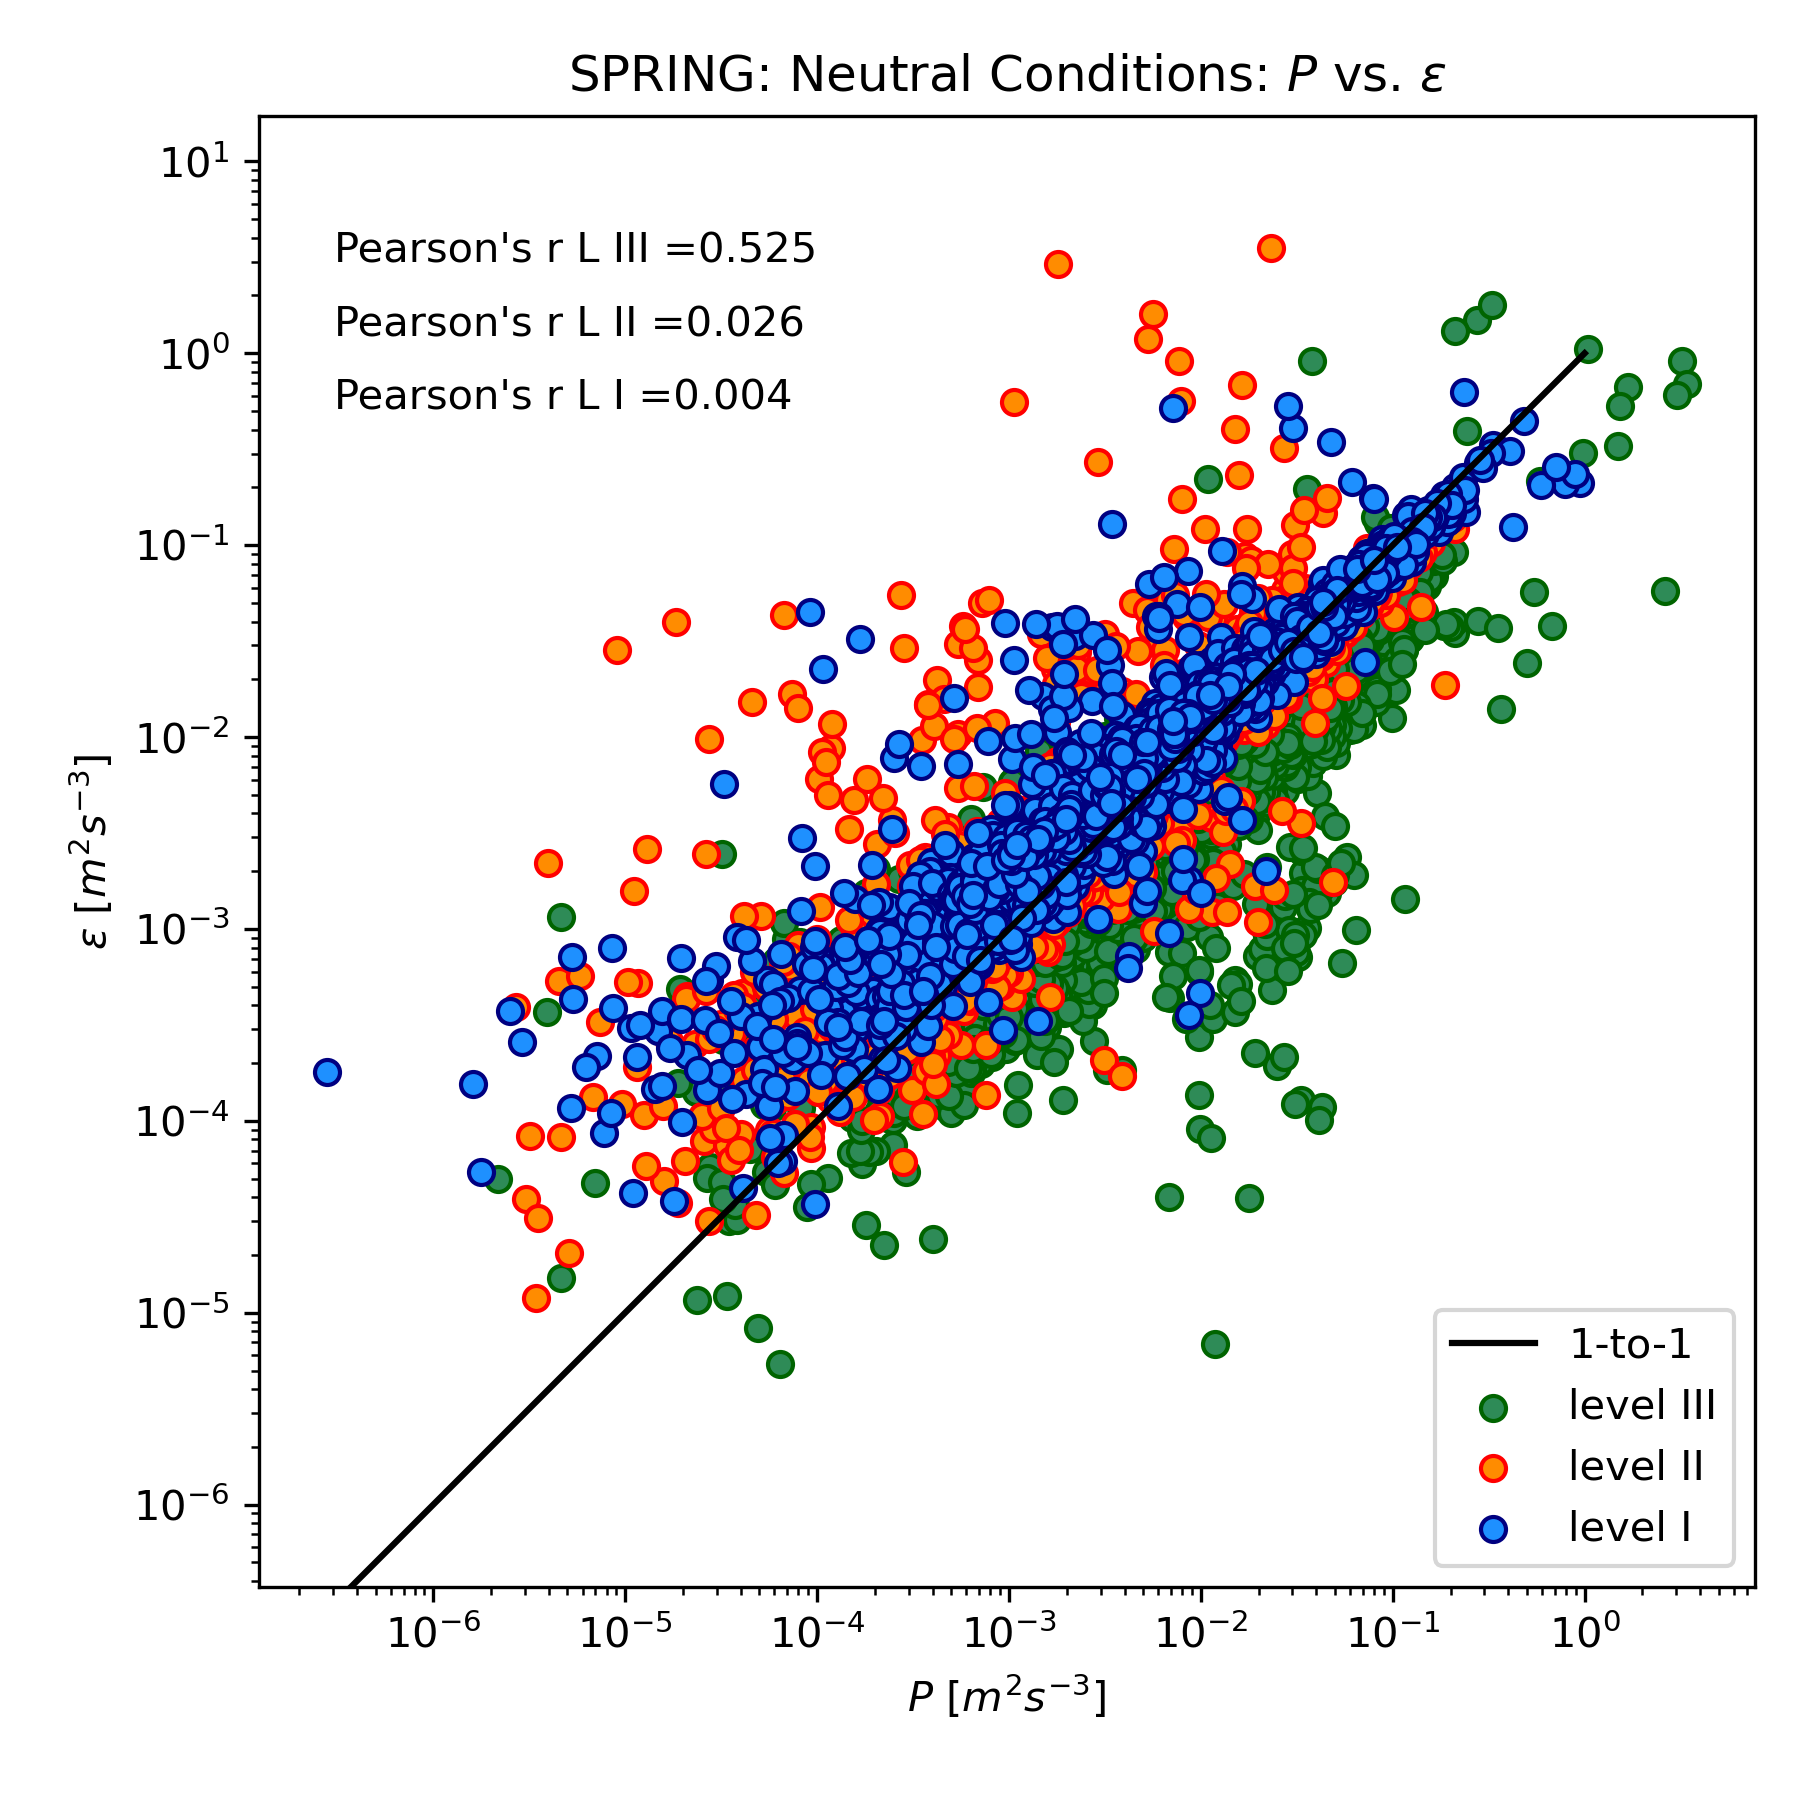 SPRING: Neutral Conditions: P vs. ε
Pearson's r L III =0.525
Pearson's r L II =0.026
Pearson's r L I =0.004
10¹
10⁰
10⁻¹
10⁻²
10⁻³
10⁻⁴
10⁻⁵
10⁻⁶
ε [m²s⁻³]
1-to-1
level III
level II
level I
10⁻⁶ 10⁻⁵ 10⁻⁴ 10⁻³ 10⁻² 10⁻¹ 10⁰
P [m²s⁻³]